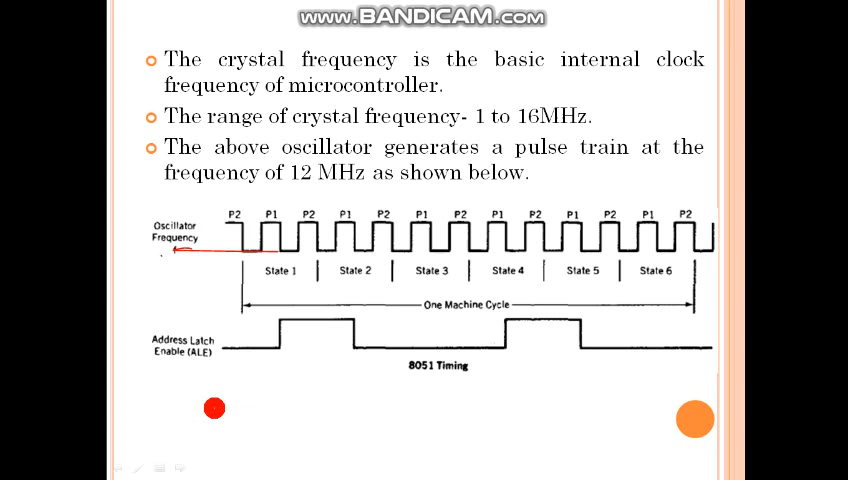 www.BANDICAM.com
The crystal frequency is the basic internal clock
frequency of microcontroller.
The range of crystal frequency- 1 to 16MHz.
The above oscillator generates a pulse train at the
frequency of 12 MHz as shown below.
P2 P1 P2 P1 P2 P1 P2 P1 P2 P1 P2 P1 P2
Oscillator
Frequency
State 1 State 2 State 3 State 4 State 5 State 6
One Machine Cycle
Address Latch
Enable (ALE)
8051 Timing